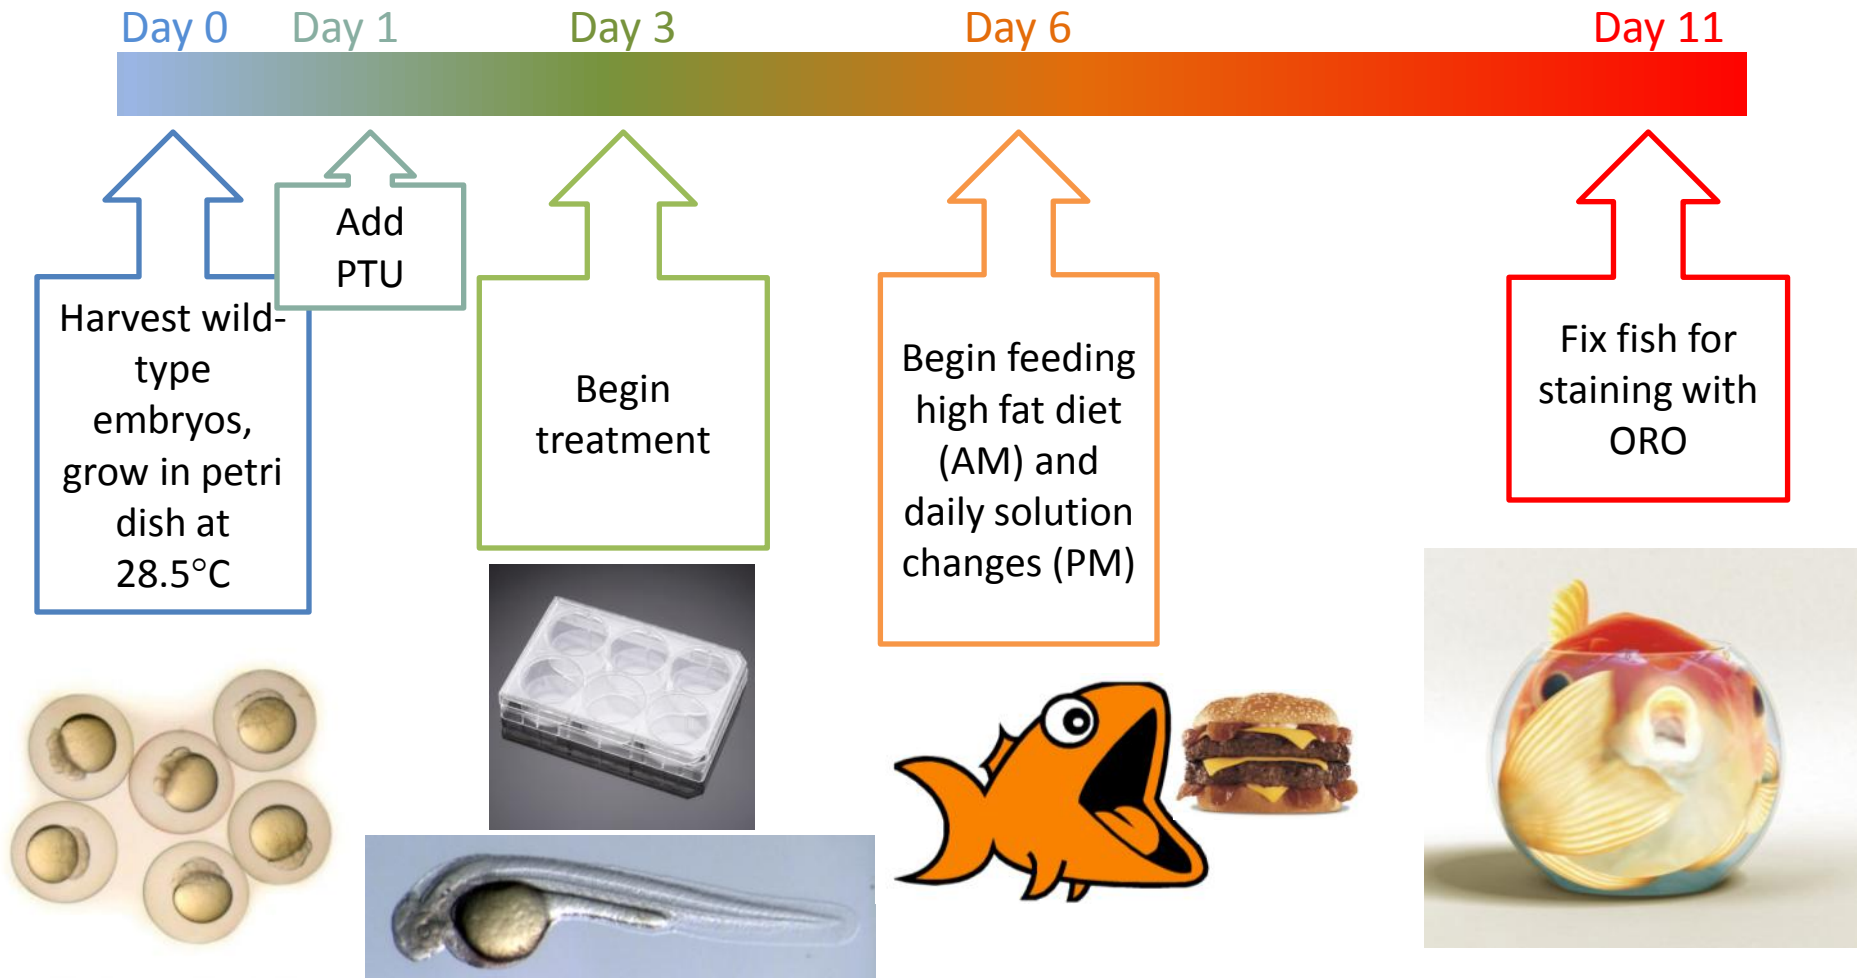 Day 0
Day 1
Day 3
Day 6
Day 11
Harvest wild-
type
embryos,
grow in petri
dish at
28.5°C
Add
PTU
Begin
treatment
Begin feeding
high fat diet
(AM) and
daily solution
changes (PM)
Fix fish for
staining with
ORO